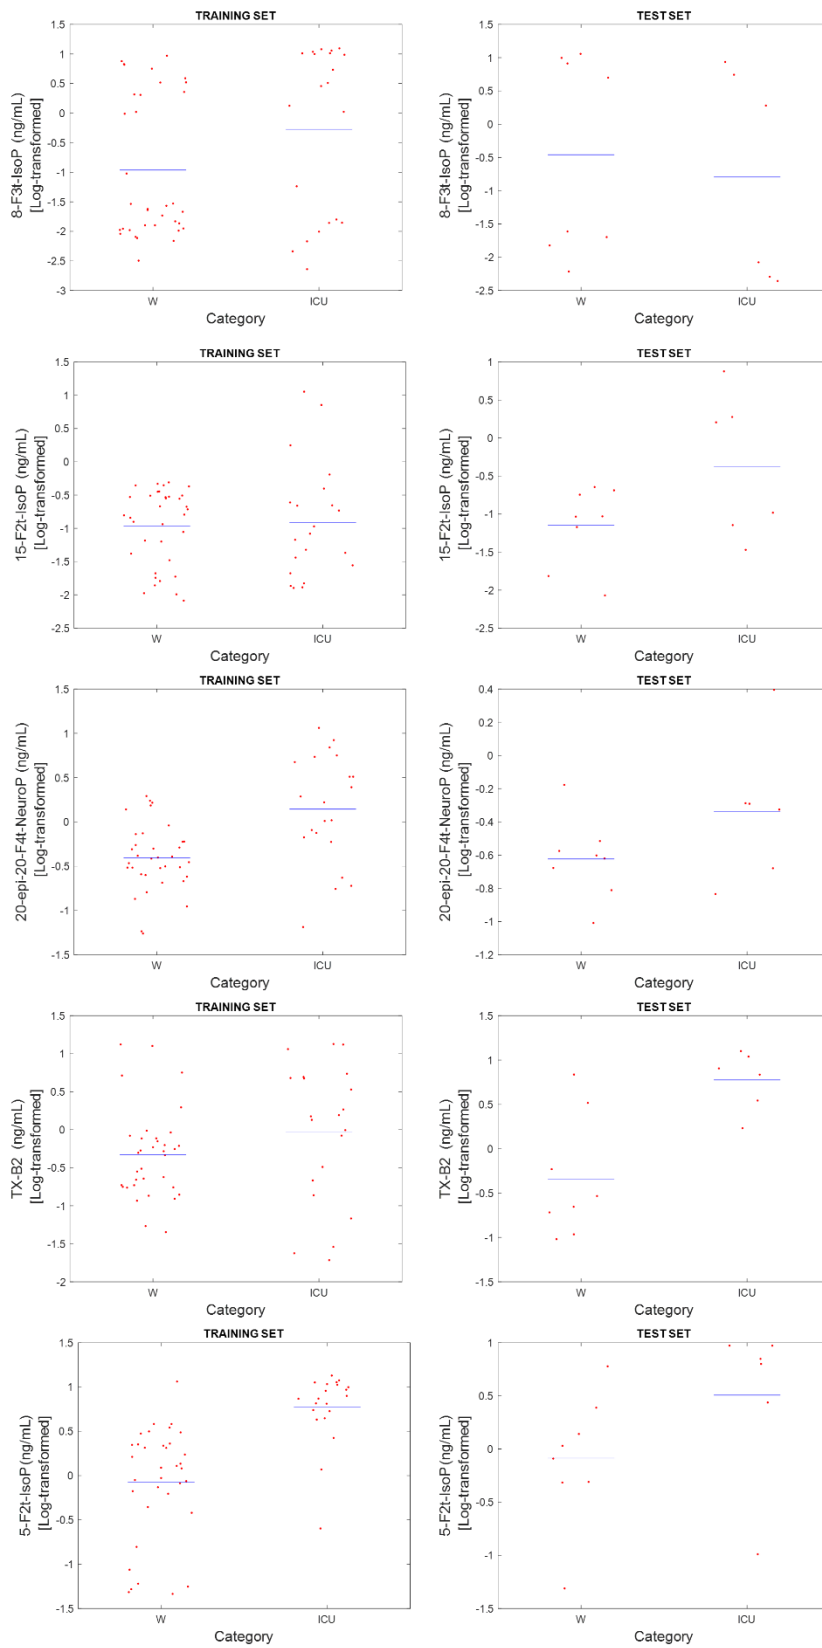 TRAINING SET
1.5
1
0.5
0
-0.5
-1
-1.5
-2
-2.5
-3
8-F3t-IsoP (ng/mL)
[Log-transformed]
W
ICU
Category
TEST SET
1.5
1
0.5
0
-0.5
-1
-1.5
-2
-2.5
8-F3t-IsoP (ng/mL)
[Log-transformed]
W
ICU
Category
TRAINING SET
1.5
1
0.5
0
-0.5
-1
-1.5
-2
-2.5
15-F2t-IsoP (ng/mL)
[Log-transformed]
W
ICU
Category
TEST SET
1
0.5
0
-0.5
-1
-1.5
-2
-2.5
15-F2t-IsoP (ng/mL)
[Log-transformed]
W
ICU
Category
TRAINING SET
1.5
1
0.5
0
-0.5
-1
-1.5
20-epi-20-F4t-NeuroP (ng/mL)
[Log-transformed]
W
ICU
Category
TEST SET
0.4
0.2
0
-0.2
-0.4
-0.6
-0.8
-1
-1.2
20-epi-20-F4t-NeuroP (ng/mL)
[Log-transformed]
W
ICU
Category
TRAINING SET
1.5
1
0.5
0
-0.5
-1
-1.5
-2
TX-B2 (ng/mL)
[Log-transformed]
W
ICU
Category
TEST SET
1.5
1
0.5
0
-0.5
-1
-1.5
TX-B2 (ng/mL)
[Log-transformed]
W
ICU
Category
TRAINING SET
1.5
1
0.5
0
-0.5
-1
-1.5
5-F2t-IsoP (ng/mL)
[Log-transformed]
W
ICU
Category
TEST SET
1
0.5
0
-0.5
-1
-1.5
5-F2t-IsoP (ng/mL)
[Log-transformed]
W
ICU
Category